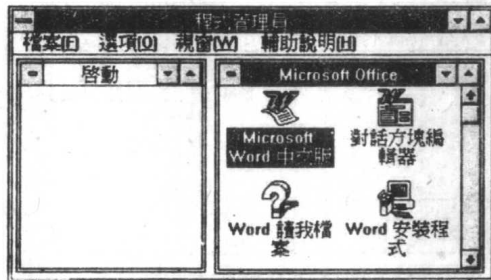 程式管理員
檔案(F) 選項(O) 視窗(W) 輔助說明(H)
啓動
Microsoft Office
Microsoft
Word 中文版
對話方塊編
輯器
Word 讀我檔
案
Word 安裝程
式